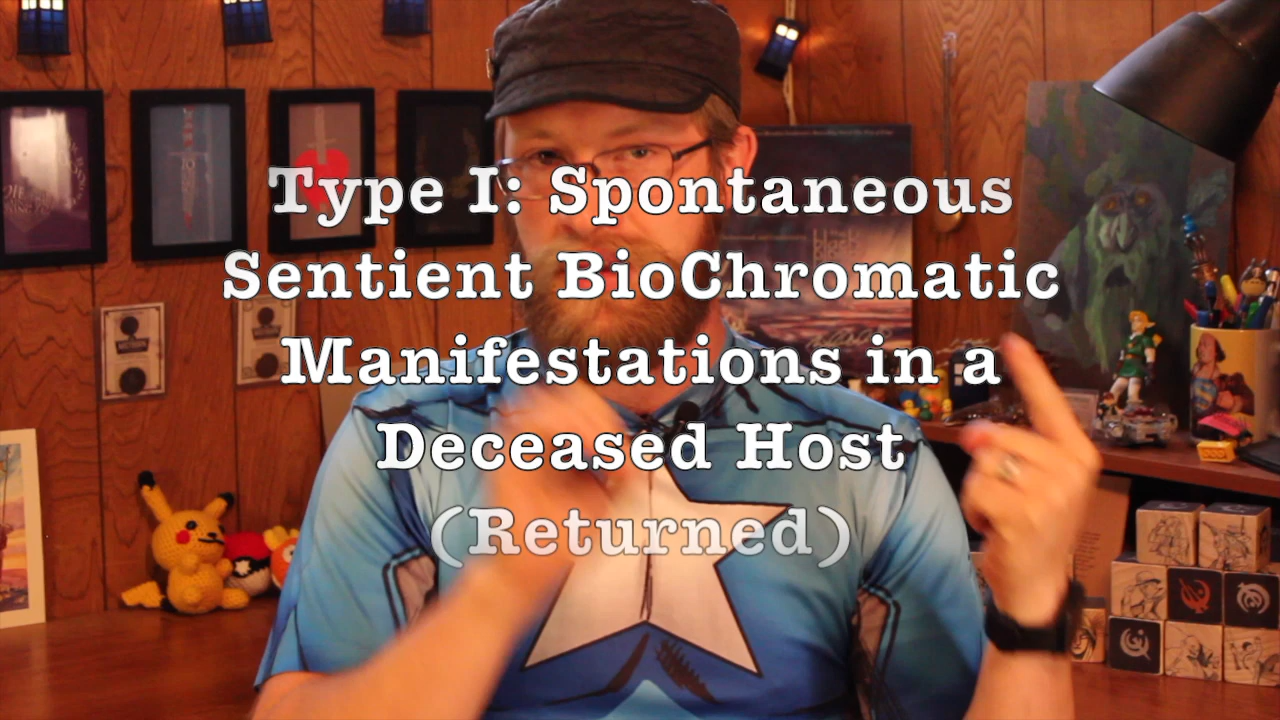 Type I: Spontaneous
Sentient BioChromatic
Manifestations in a
Deceased Host
(Returned)